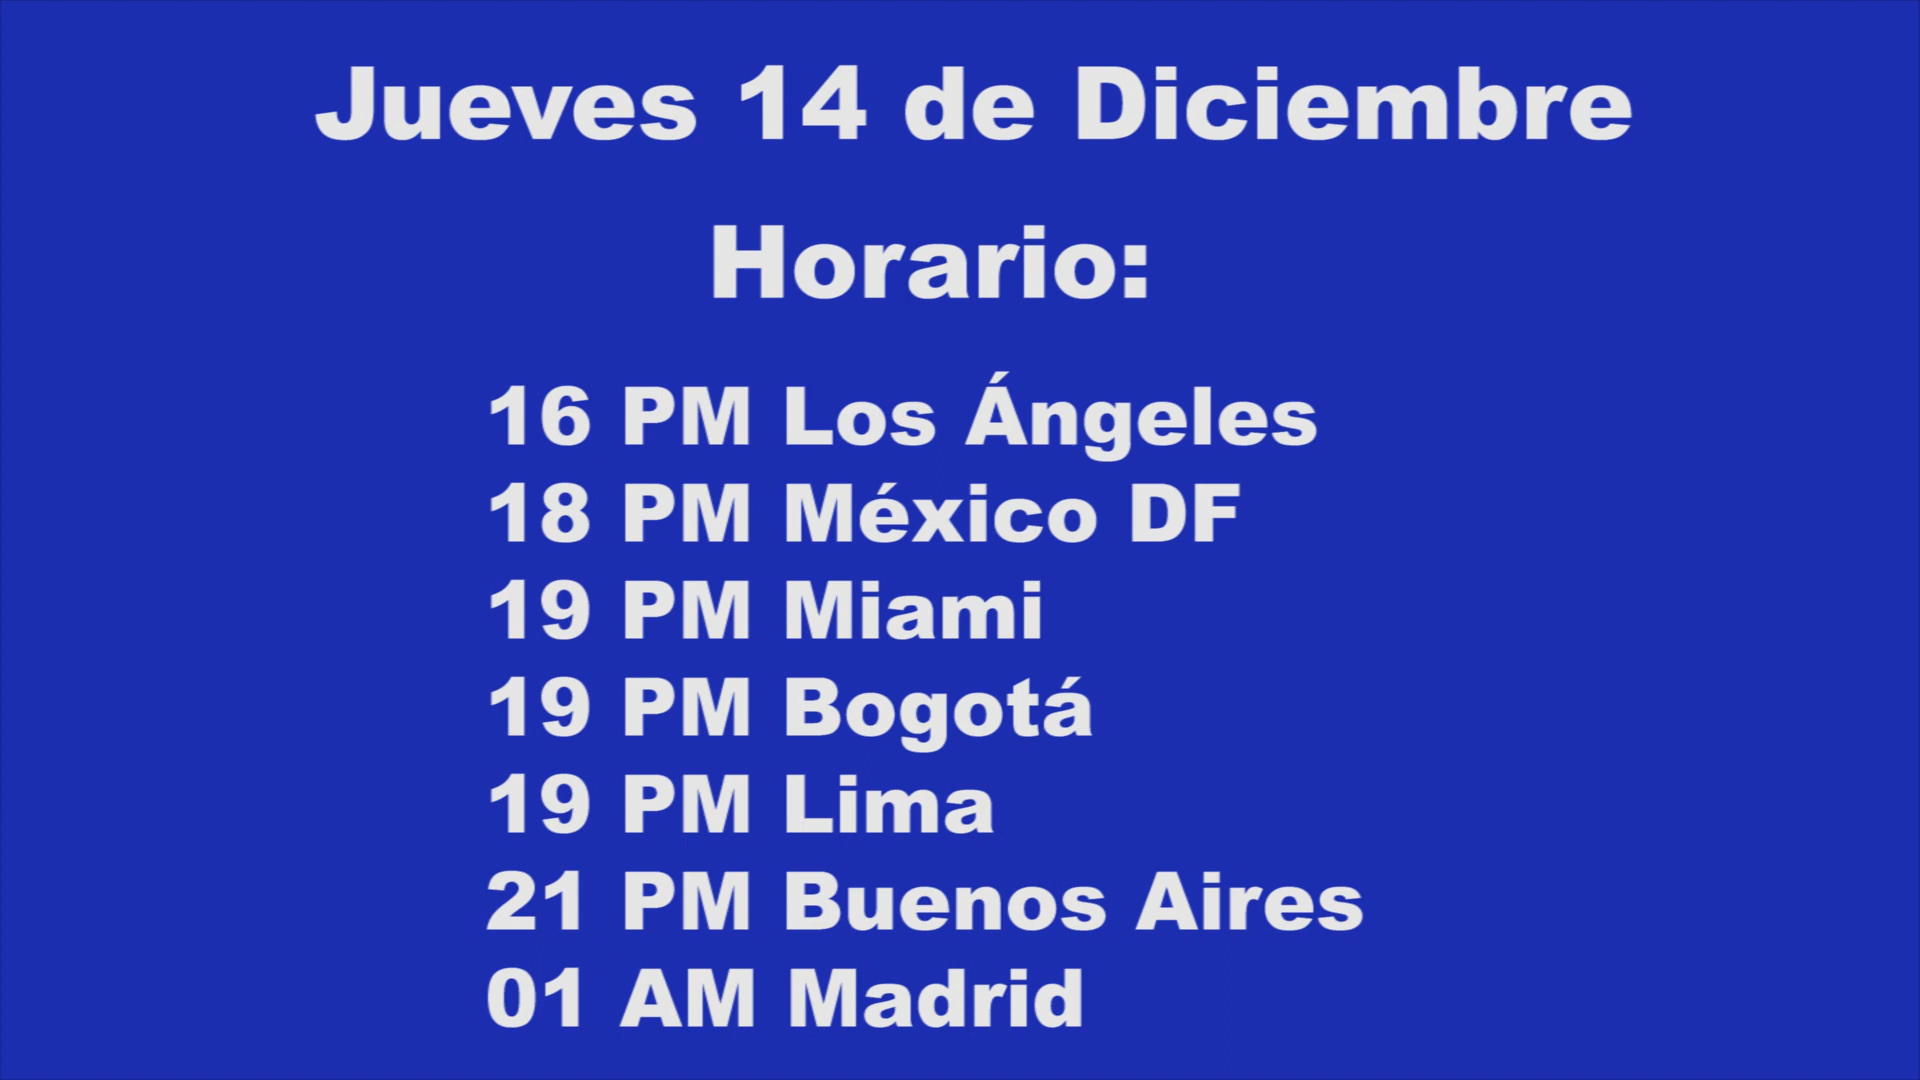 Jueves 14 de Diciembre
Horario:
16 PM Los Ángeles
18 PM México DF
19 PM Miami
19 PM Bogotá
19 PM Lima
21 PM Buenos Aires
01 AM Madrid